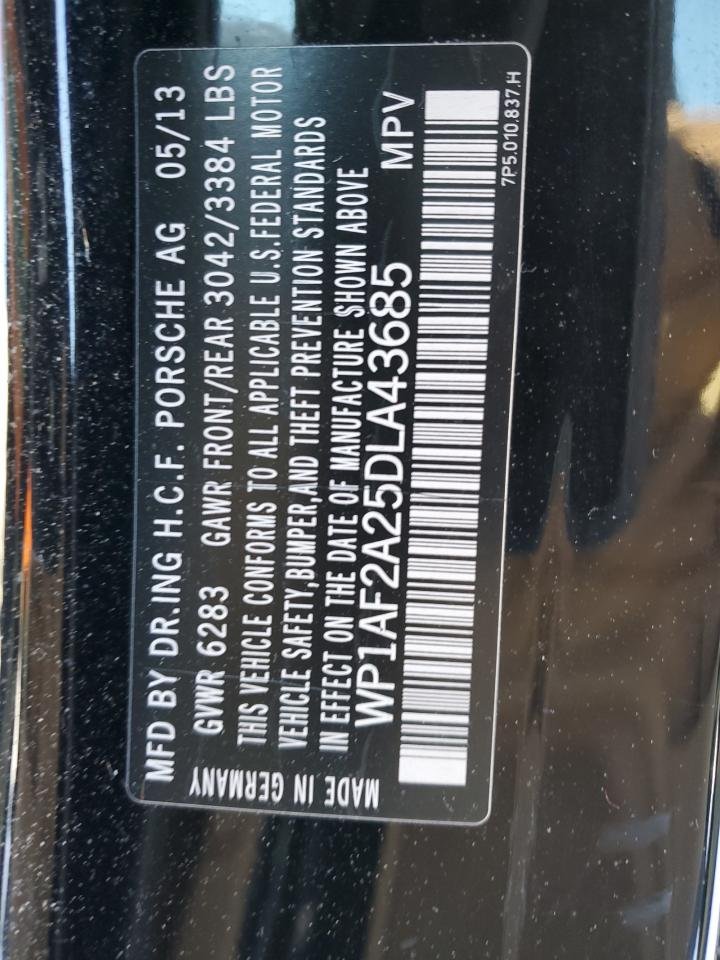 MFD BY DR.ING H.C.F. PORSCHE AG 05/13
GVWR 6283 GAWR FRONT/REAR 3042/3384 LBS
THIS VEHICLE CONFORMS TO ALL APPLICABLE U.S.FEDERAL MOTOR
VEHICLE SAFETY,BUMPER,AND THEFT PREVENTION STANDARDS
IN EFFECT ON THE DATE OF MANUFACTURE SHOWN ABOVE
WP1AF2A25DLA43685 MPV
7P5.010.837.H
MADE IN GERMANY